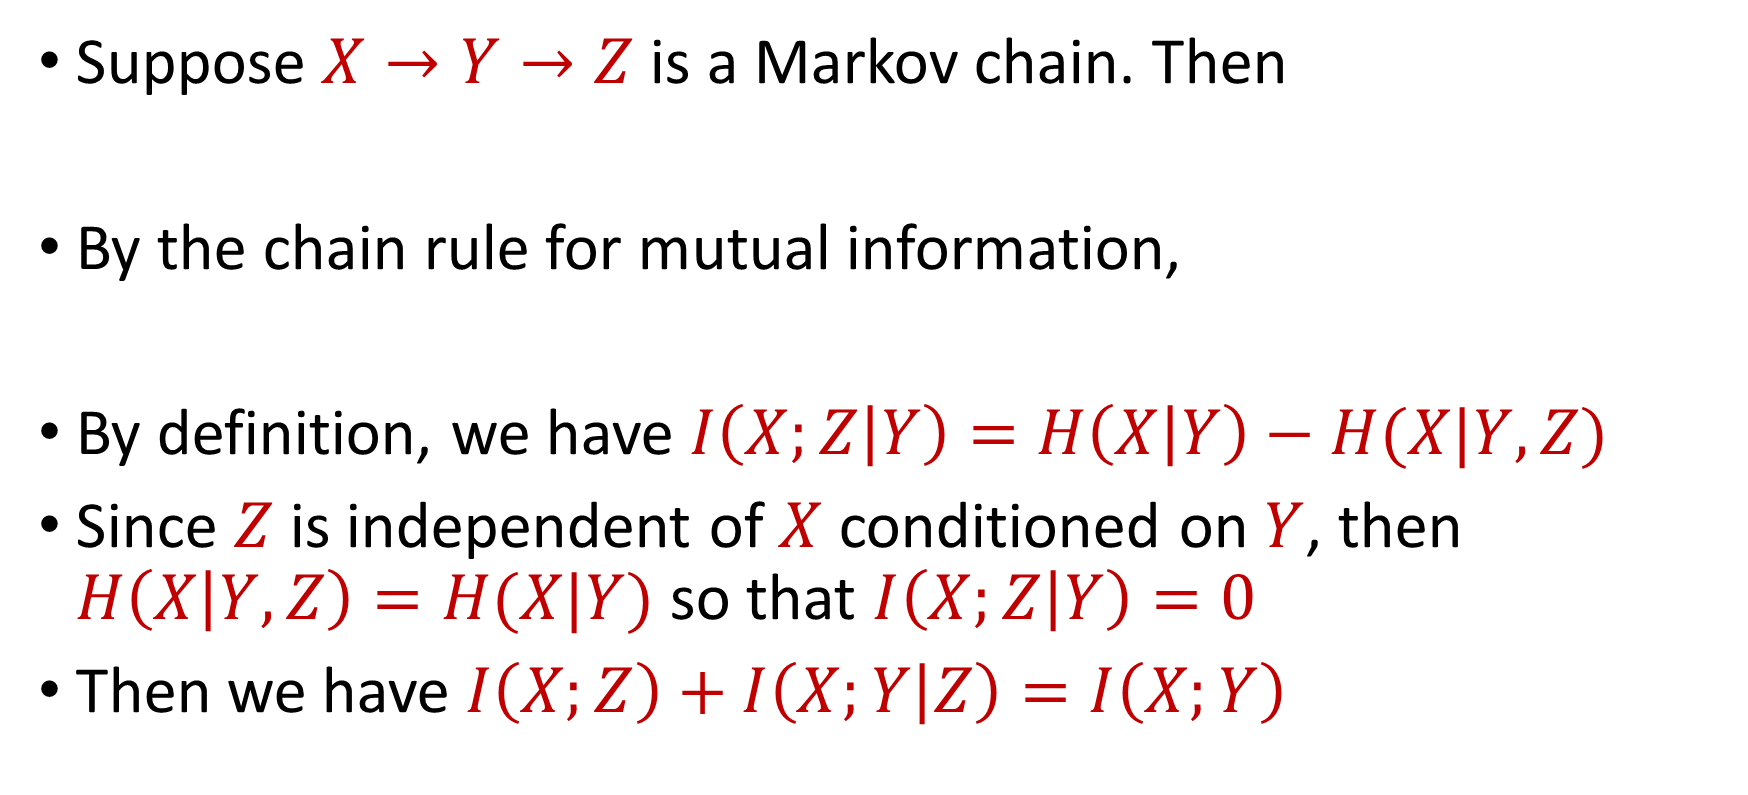 • Suppose X → Y → Z is a Markov chain. Then
• By the chain rule for mutual information,
• By definition, we have I(X; Z|Y) = H(X|Y) − H(X|Y, Z)
• Since Z is independent of X conditioned on Y, then
H(X|Y, Z) = H(X|Y) so that I(X; Z|Y) = 0
• Then we have I(X; Z) + I(X; Y|Z) = I(X; Y)